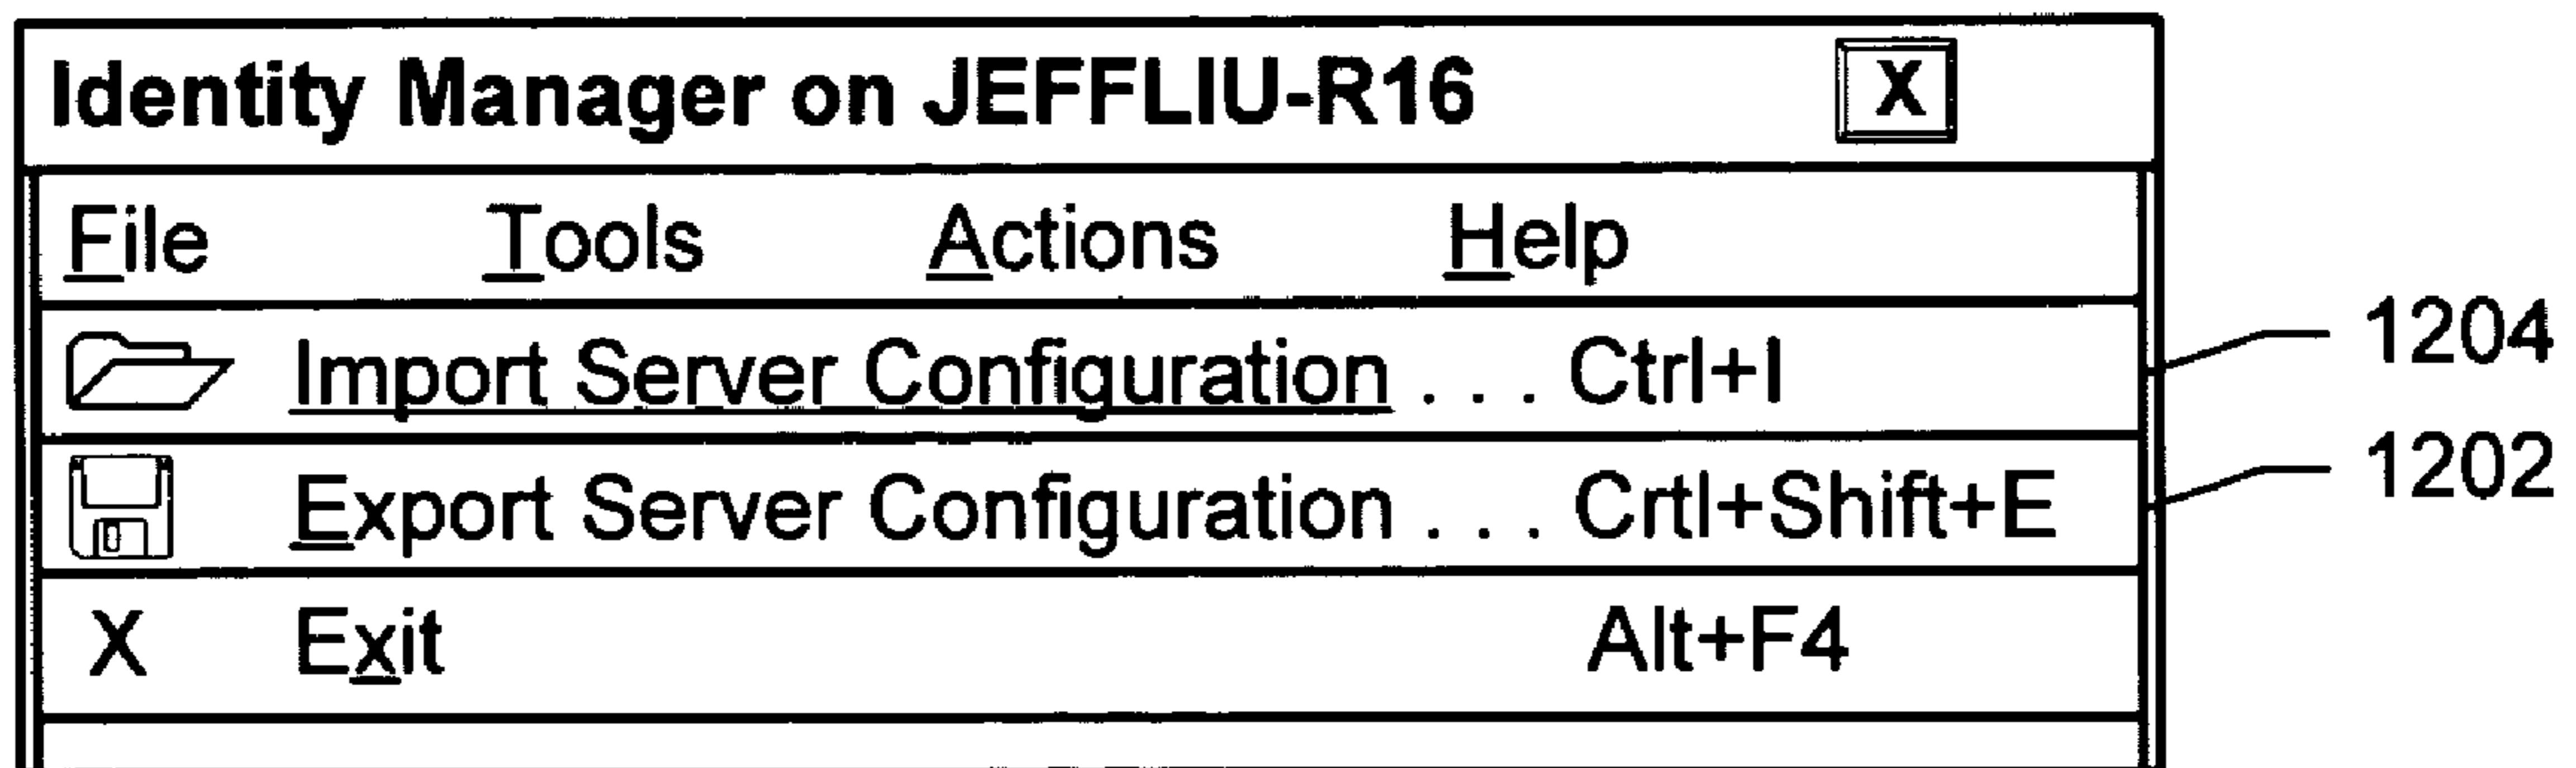 Identity Manager on JEFFLIU-R16 X
File Tools Actions Help
Import Server Configuration . . . Ctrl+I 1204
Export Server Configuration . . . Crtl+Shift+E 1202
X Exit Alt+F4